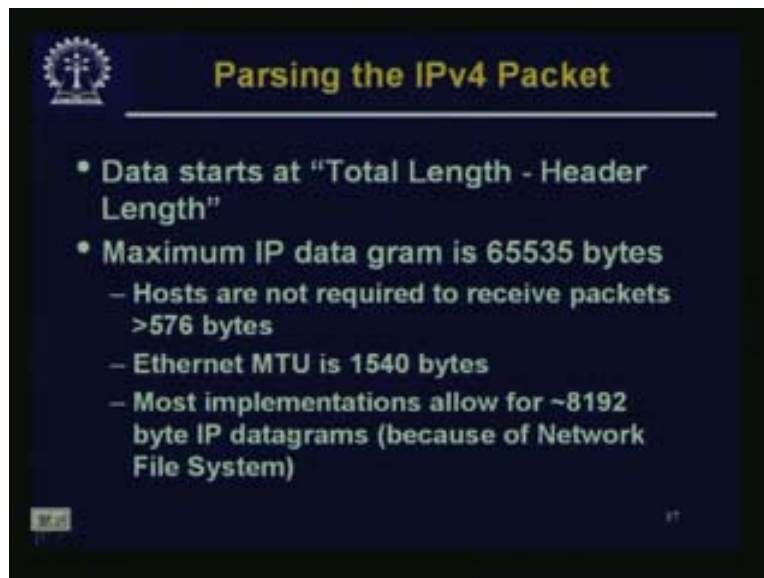 Parsing the IPv4 Packet
• Data starts at “Total Length - Header
Length”
• Maximum IP data gram is 65535 bytes
– Hosts are not required to receive packets
>576 bytes
– Ethernet MTU is 1540 bytes
– Most implementations allow for ~8192
byte IP datagrams (because of Network
File System)